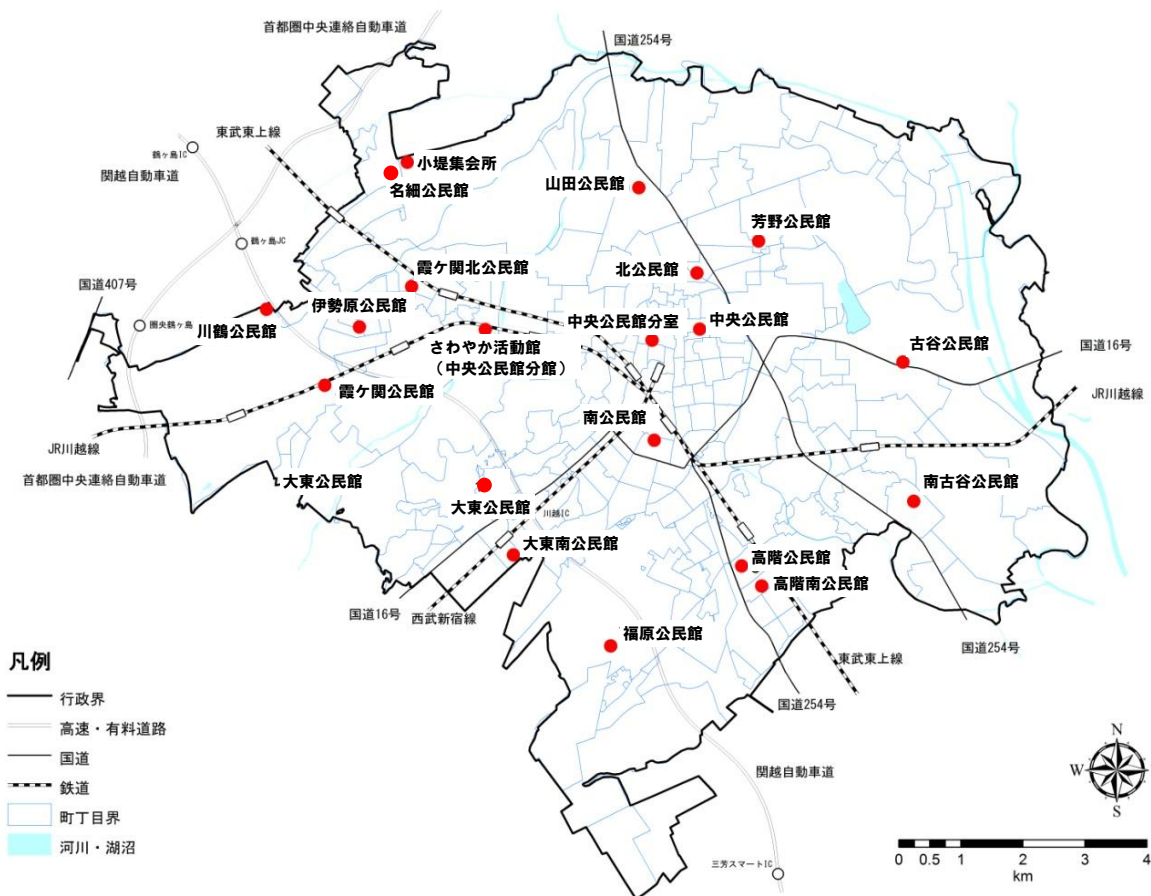 首都圏中央連絡自動車道
国道254号
東武東上線
鶴ヶ島IC
関越自動車道
小堤集会所
名細公民館
山田公民館
芳野公民館
鶴ヶ島JC
霞ケ関北公民館
北公民館
国道407号
伊勢原公民館
圏央鶴ヶ島
川鶴公民館
中央公民館分室
中央公民館
さわやか活動館
（中央公民館分館）
古谷公民館
国道16号
霞ケ関公民館
JR川越線
南公民館
JR川越線
首都圏中央連絡自動車道
大東公民館
大東公民館
南古谷公民館
川越IC
大東南公民館
高階公民館
高階南公民館
国道16号
西武新宿線
福原公民館
東武東上線
国道254号
国道254号
関越自動車道
三芳スマートIC
凡例
行政界
高速・有料道路
国道
鉄道
町丁目界
河川・湖沼
N
W
E
S
0 0.5 1 2 3 4
km